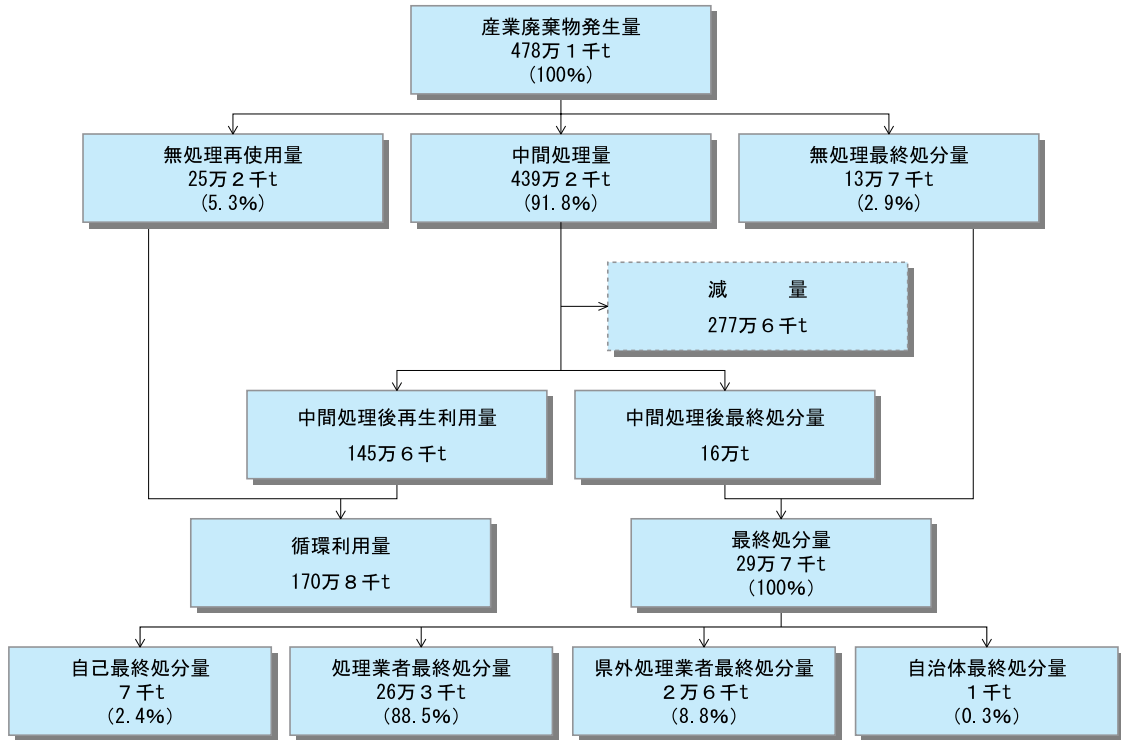 産業廃棄物発生量
478万１千t
(100%)
無処理再使用量
25万２千t
(5.3%)
中間処理量
439万２千t
(91.8%)
無処理最終処分量
13万７千t
(2.9%)
減　　　量
277万６千t
中間処理後再生利用量
145万６千t
中間処理後最終処分量
16万t
循環利用量
170万８千t
最終処分量
29万７千t
(100%)
自己最終処分量
７千t
(2.4%)
処理業者最終処分量
26万３千t
(88.5%)
県外処理業者最終処分量
２万６千t
(8.8%)
自治体最終処分量
１千t
(0.3%)